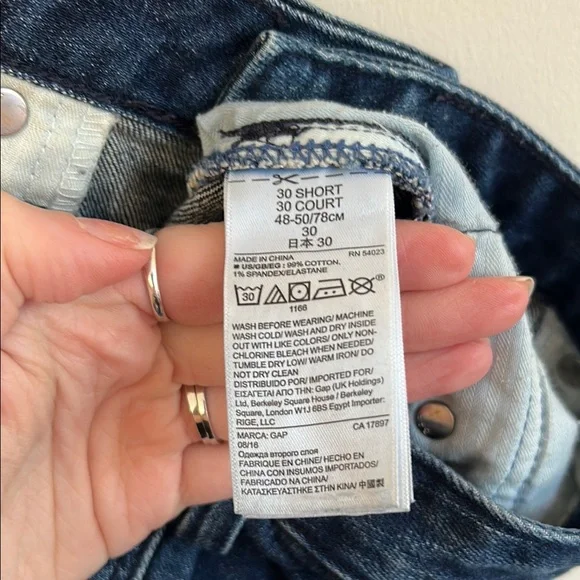 30 SHORT
30 COURT
48-50/78CM
30
日本 30
MADE IN CHINA RN 54023
US/GB/EG : 99% COTTON,
1% SPANDEX/ELASTANE
30 ®
1166
WASH BEFORE WEARING/ MACHINE
WASH COLD/ WASH AND DRY INSIDE
OUT WITH LIKE COLORS/ ONLY NON-
CHLORINE BLEACH WHEN NEEDED/
TUMBLE DRY LOW/ WARM IRON/ DO
NOT DRY CLEAN
DISTRIBUIDO POR/ IMPORTED FOR/
ΕΙΣΑΓΕΤΑΙ ΑΠΟ ΤΗΝ: Gap (UK Holdings)
Ltd, Berkeley Square House / Berkeley
Square, London W1J 6BS Egypt Importer:
RIGE, LLC
MARCA: GAP CA 17897
08/16
Одежда второго слоя
FABRIQUE EN CHINE/ HECHO EN
CHINA CON INSUMOS IMPORTADOS/
FABRICADO NA CHINA/
ΚΑΤΑΣΚΕΥΑΣΤΗΚΕ ΣΤΗΝ ΚΙΝΑ/ 中國製